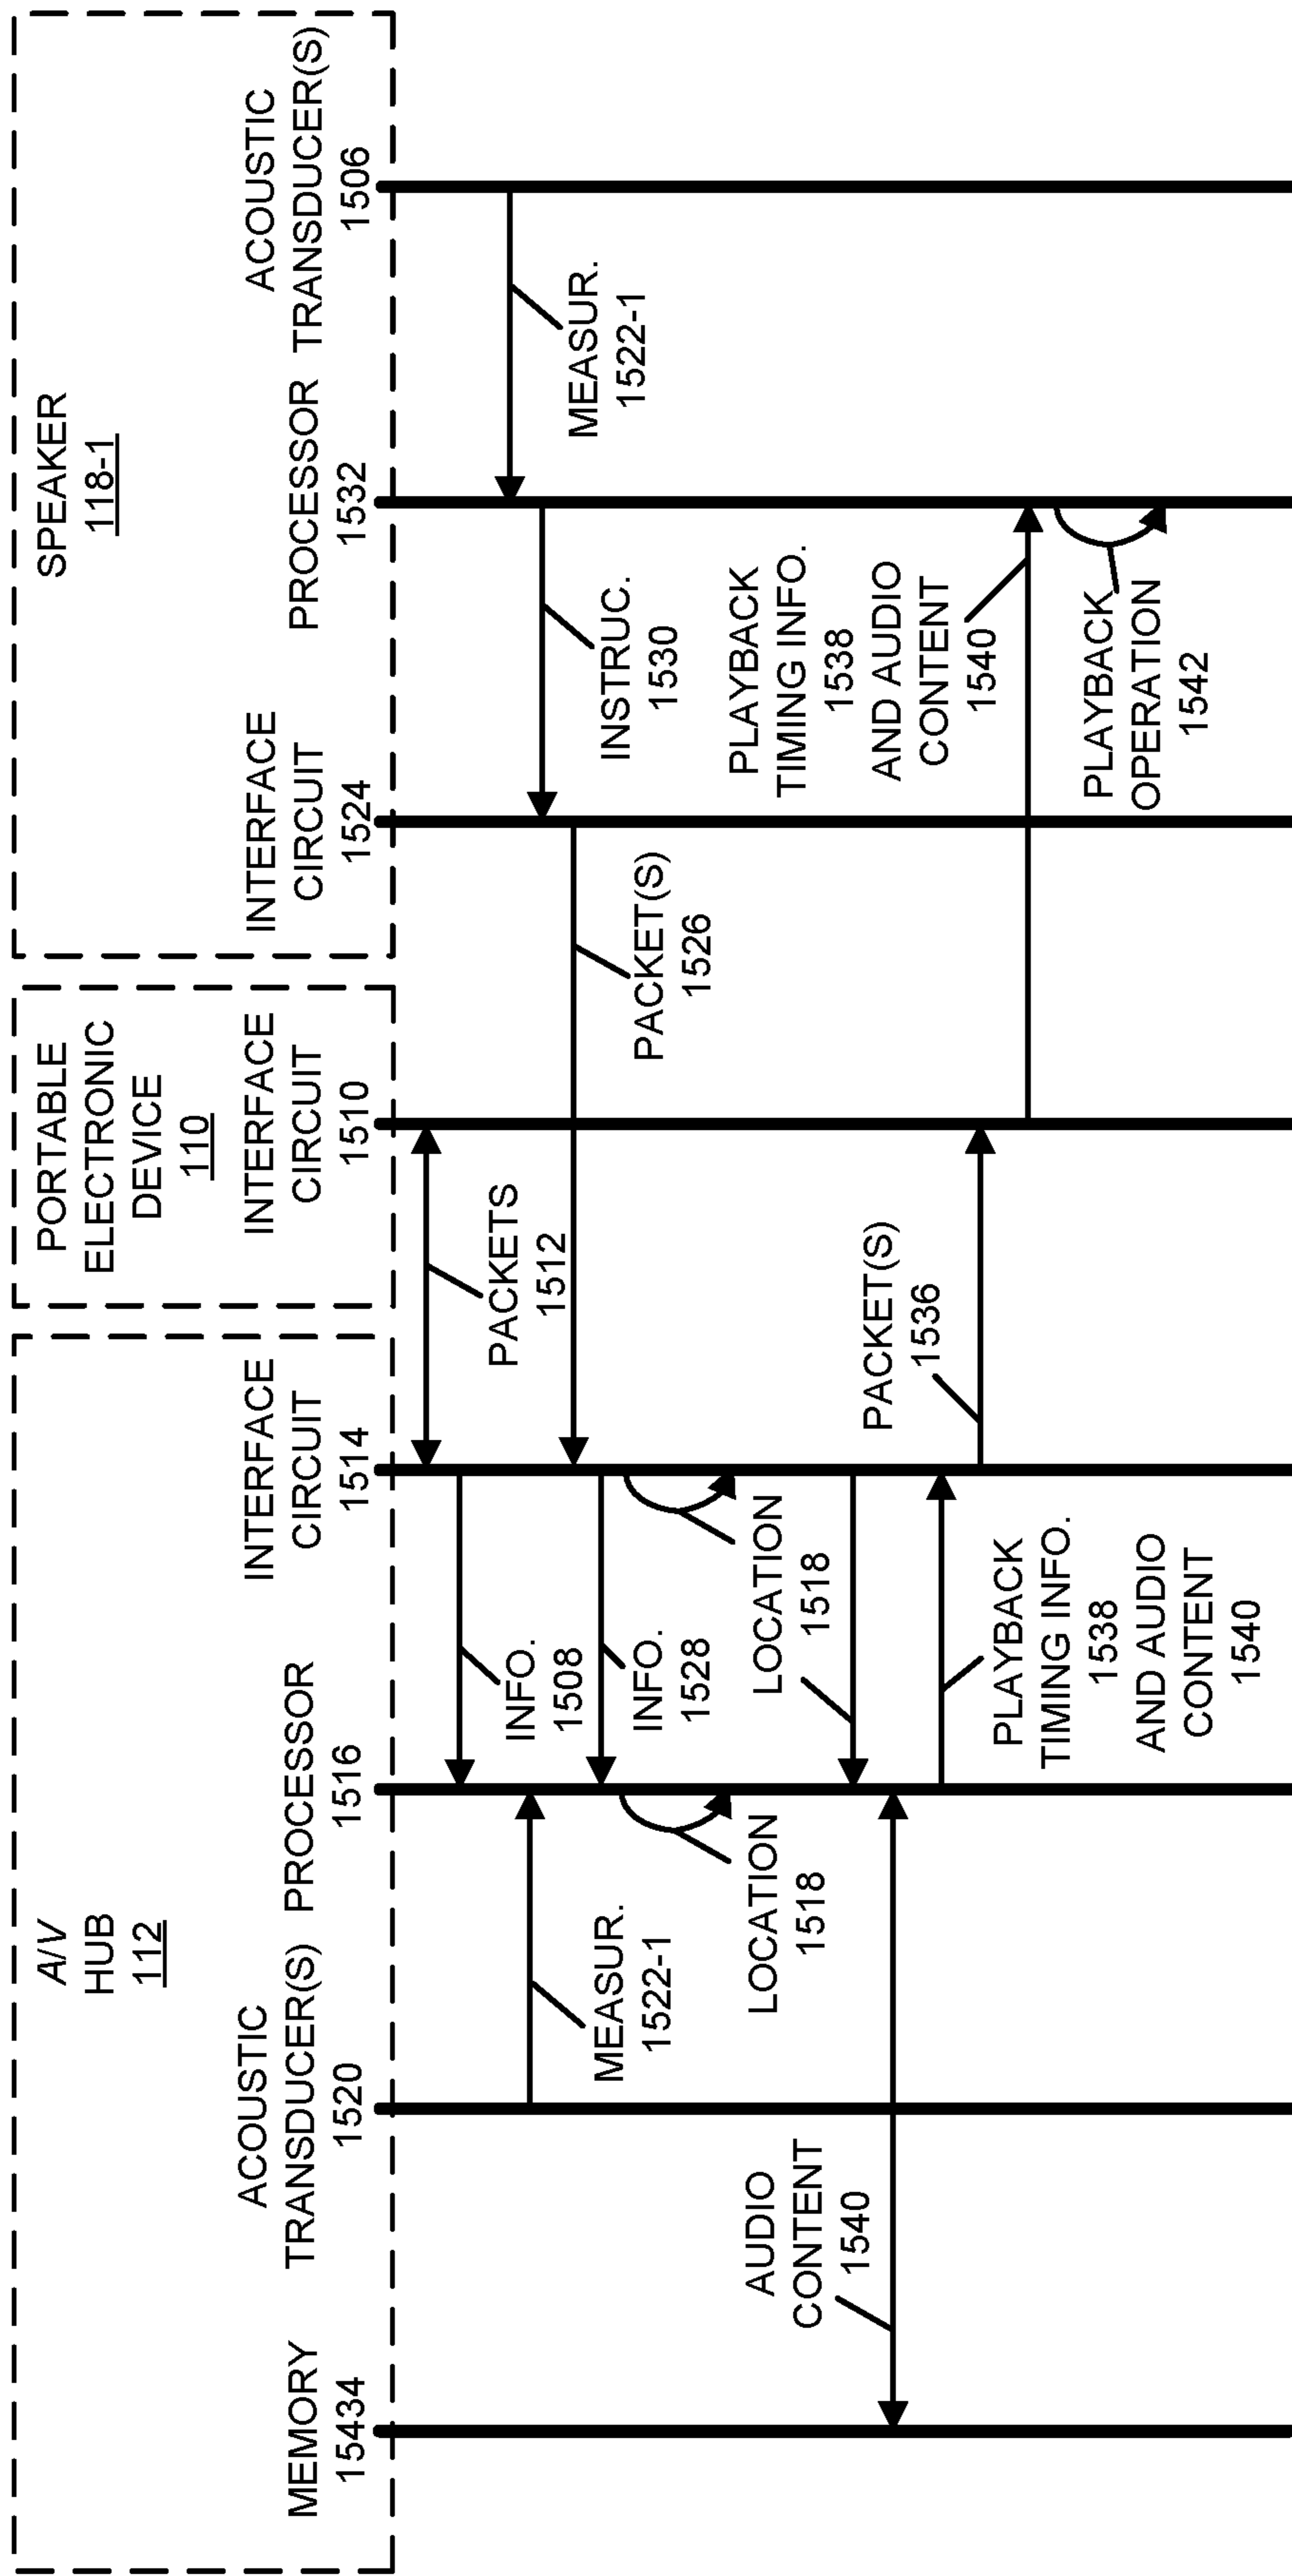 A/V
HUB
112
PORTABLE
ELECTRONIC
DEVICE
110
SPEAKER
118-1
MEMORY
15434
ACOUSTIC
TRANSDUCER(S)
1520
PROCESSOR
1516
INTERFACE
CIRCUIT
1514
INTERFACE
CIRCUIT
1510
INTERFACE
CIRCUIT
1524
PROCESSOR
1532
ACOUSTIC
TRANSDUCER(S)
1506
PACKETS
1512
INFO.
1508
MEASUR.
1522-1
MEASUR.
1522-1
INSTRUC.
1530
PACKET(S)
1526
INFO.
1528
LOCATION
1518
LOCATION
1518
AUDIO
CONTENT
1540
PLAYBACK
TIMING INFO.
1538
AND AUDIO
CONTENT
1540
PACKET(S)
1536
PLAYBACK
TIMING INFO.
1538
AND AUDIO
CONTENT
1540
PLAYBACK
OPERATION
1542